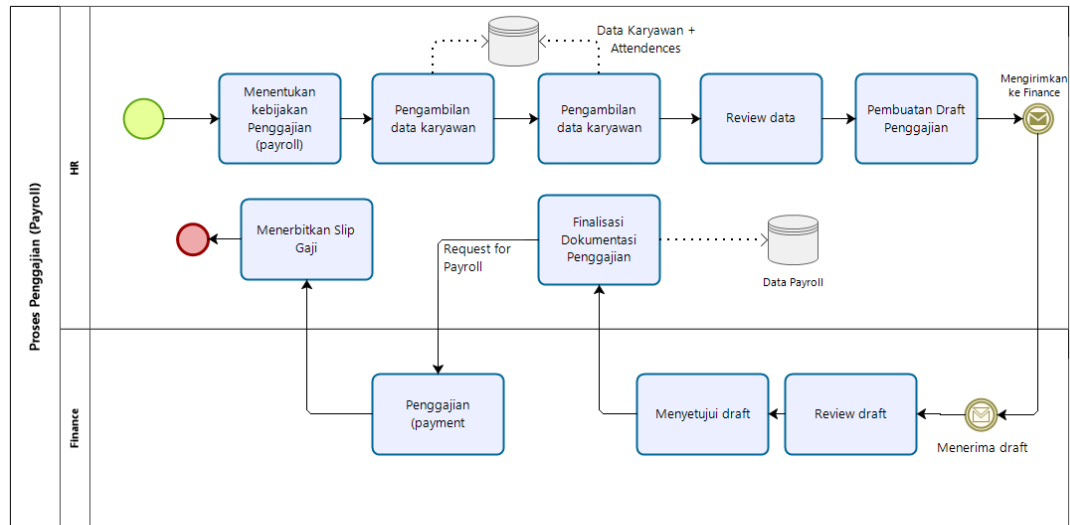 Proses Penggajian (Payroll)
HR
Menentukan
kebijakan
Penggajian
(payroll)
Pengambilan
data karyawan
Data Karyawan +
Attendences
Pengambilan
data karyawan
Review data
Pembuatan Draft
Penggajian
Mengirimkan
ke Finance
Menerbitkan Slip
Gaji
Request for
Payroll
Finalisasi
Dokumentasi
Penggajian
Data Payroll
Finance
Penggajian
(payment
Menyetujui draft
Review draft
Menerima draft